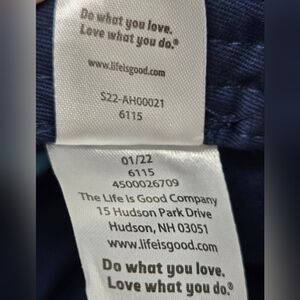 Do what you love.
Love what you do.®
www.lifeisgood.com
S22-AH00021
6115
01/22
6115
4500026709
The Life Is Good Company
15 Hudson Park Drive
Hudson, NH 03051
www.lifeisgood.com
Do what you love.
Love what you do.®